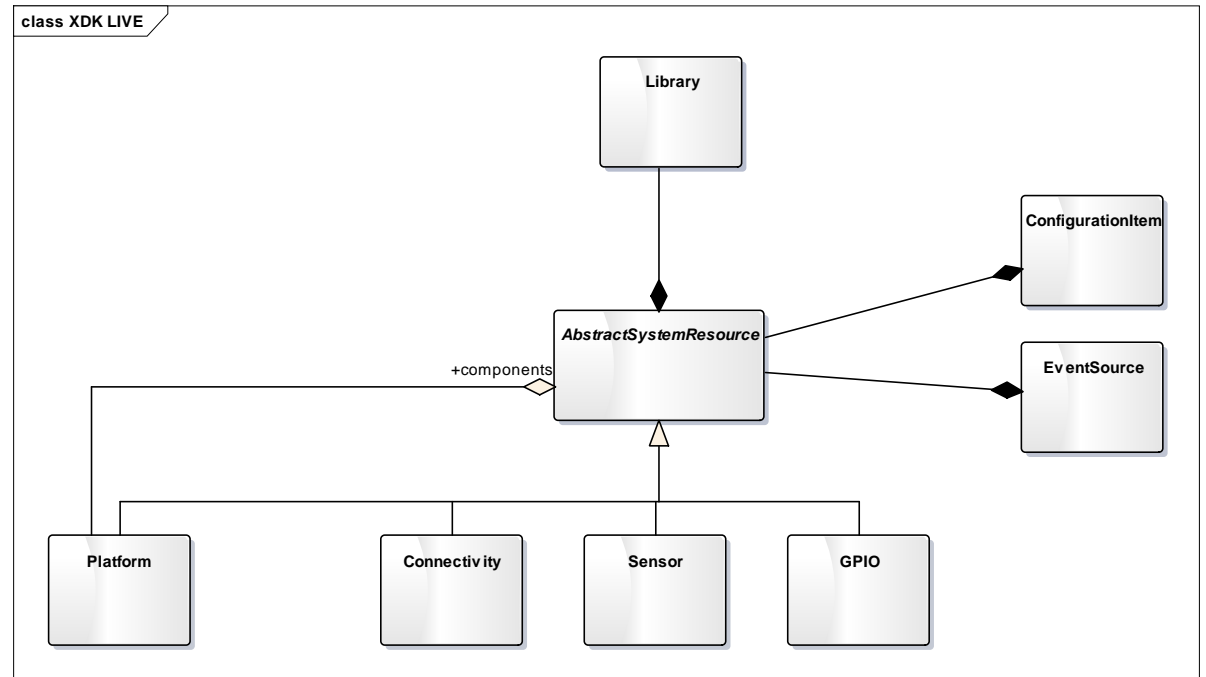 class XDK LIVE
Library
ConfigurationItem
AbstractSystemResource
EventSource
+components
Platform
Connectivity
Sensor
GPIO